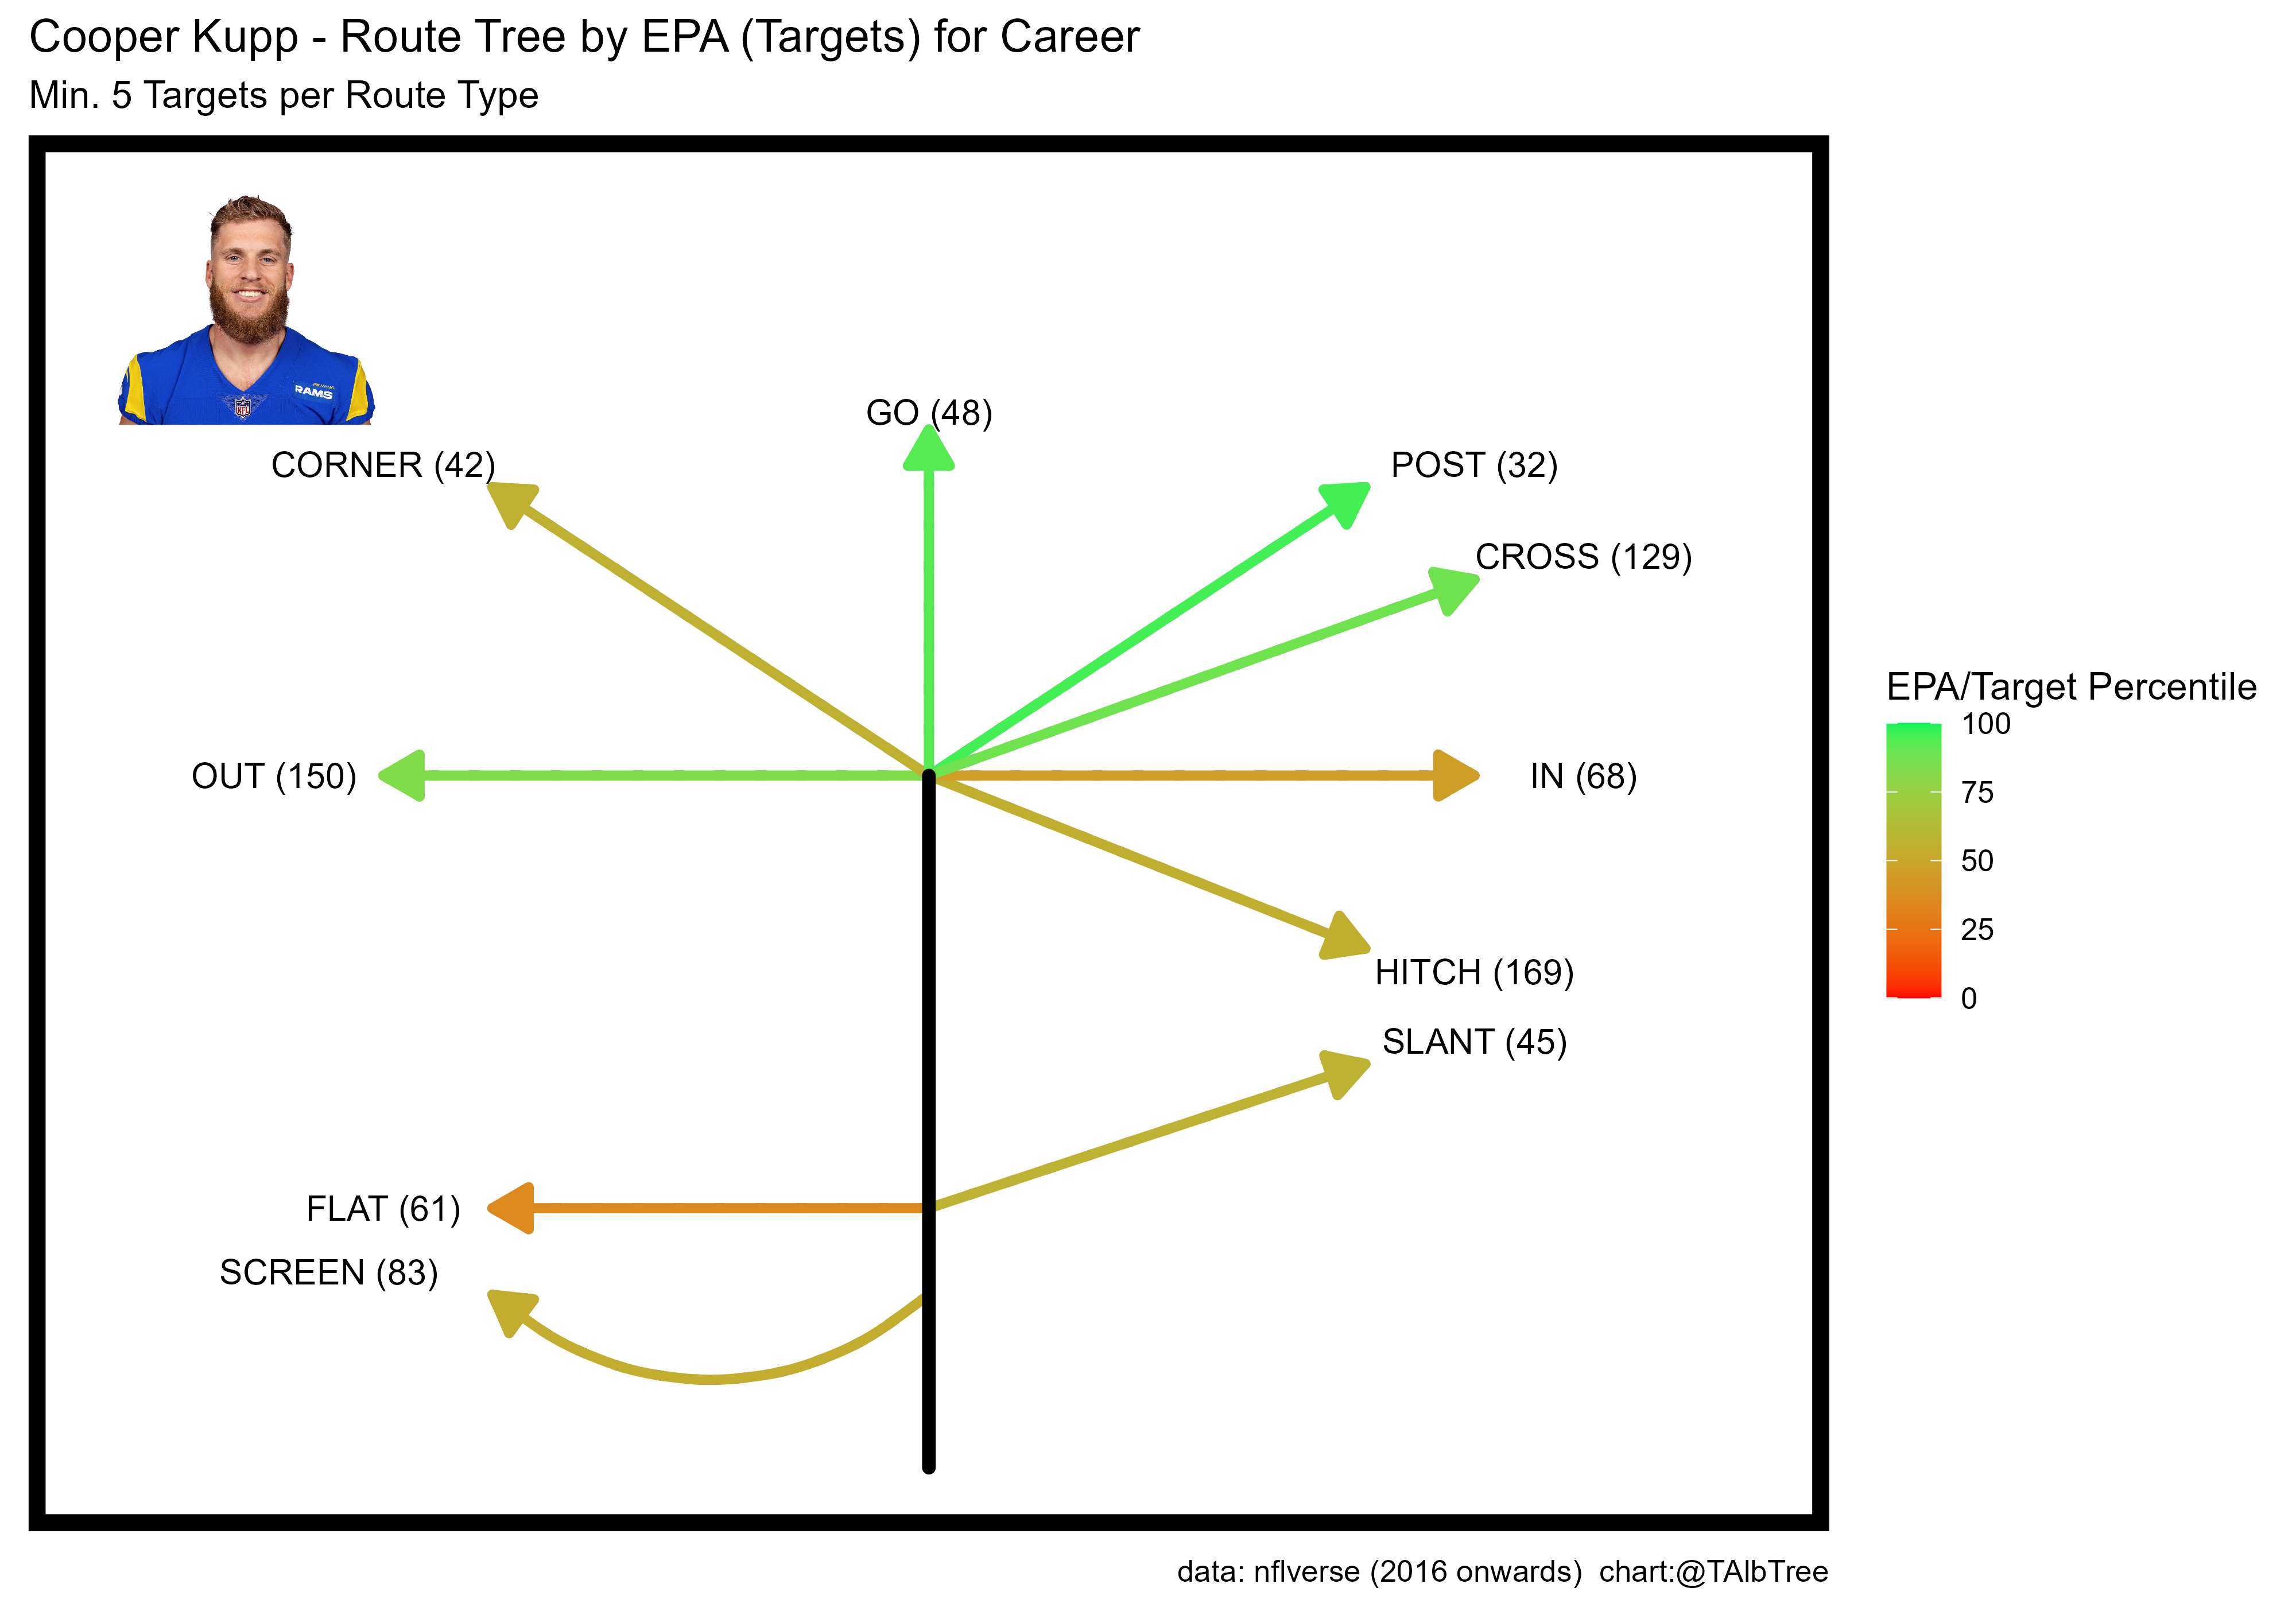 Cooper Kupp - Route Tree by EPA (Targets) for Career
Min. 5 Targets per Route Type
RAMS
NFL
GO (48)
CORNER (42)
POST (32)
CROSS (129)
OUT (150)
IN (68)
HITCH (169)
SLANT (45)
FLAT (61)
SCREEN (83)
EPA/Target Percentile
100
75
50
25
0
data: nflverse (2016 onwards)  chart:@TAlbTree